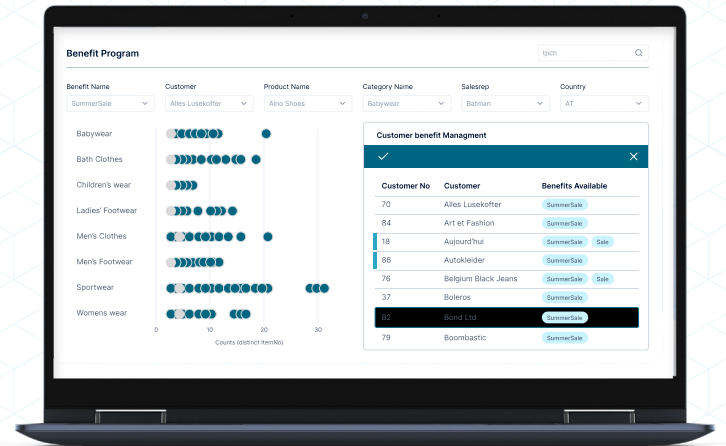 Benefit Program
tpch
Benefit Name Customer Product Name Category Name Salesrep Country
SummerSale Alles Lusekoffer Aino Shoes Babywear Batman AT
Babywear
Bath Clothes
Children's wear
Ladies' Footwear
Men's Clothes
Men's Footwear
Sportwear
Womens wear
0 10 20 30
Counts (distinct ItemNo)
Customer benefit Managment
Customer No Customer Benefits Available
70 Alles Lusekofter SummerSale
84 Art et Fashion SummerSale
18 Aujourd'hui SummerSale Sale
86 Autokleider SummerSale
76 Belgium Black Jeans SummerSale Sale
37 Boleros SummerSale
82 Bond Ltd SummerSale
79 Boombastic SummerSale